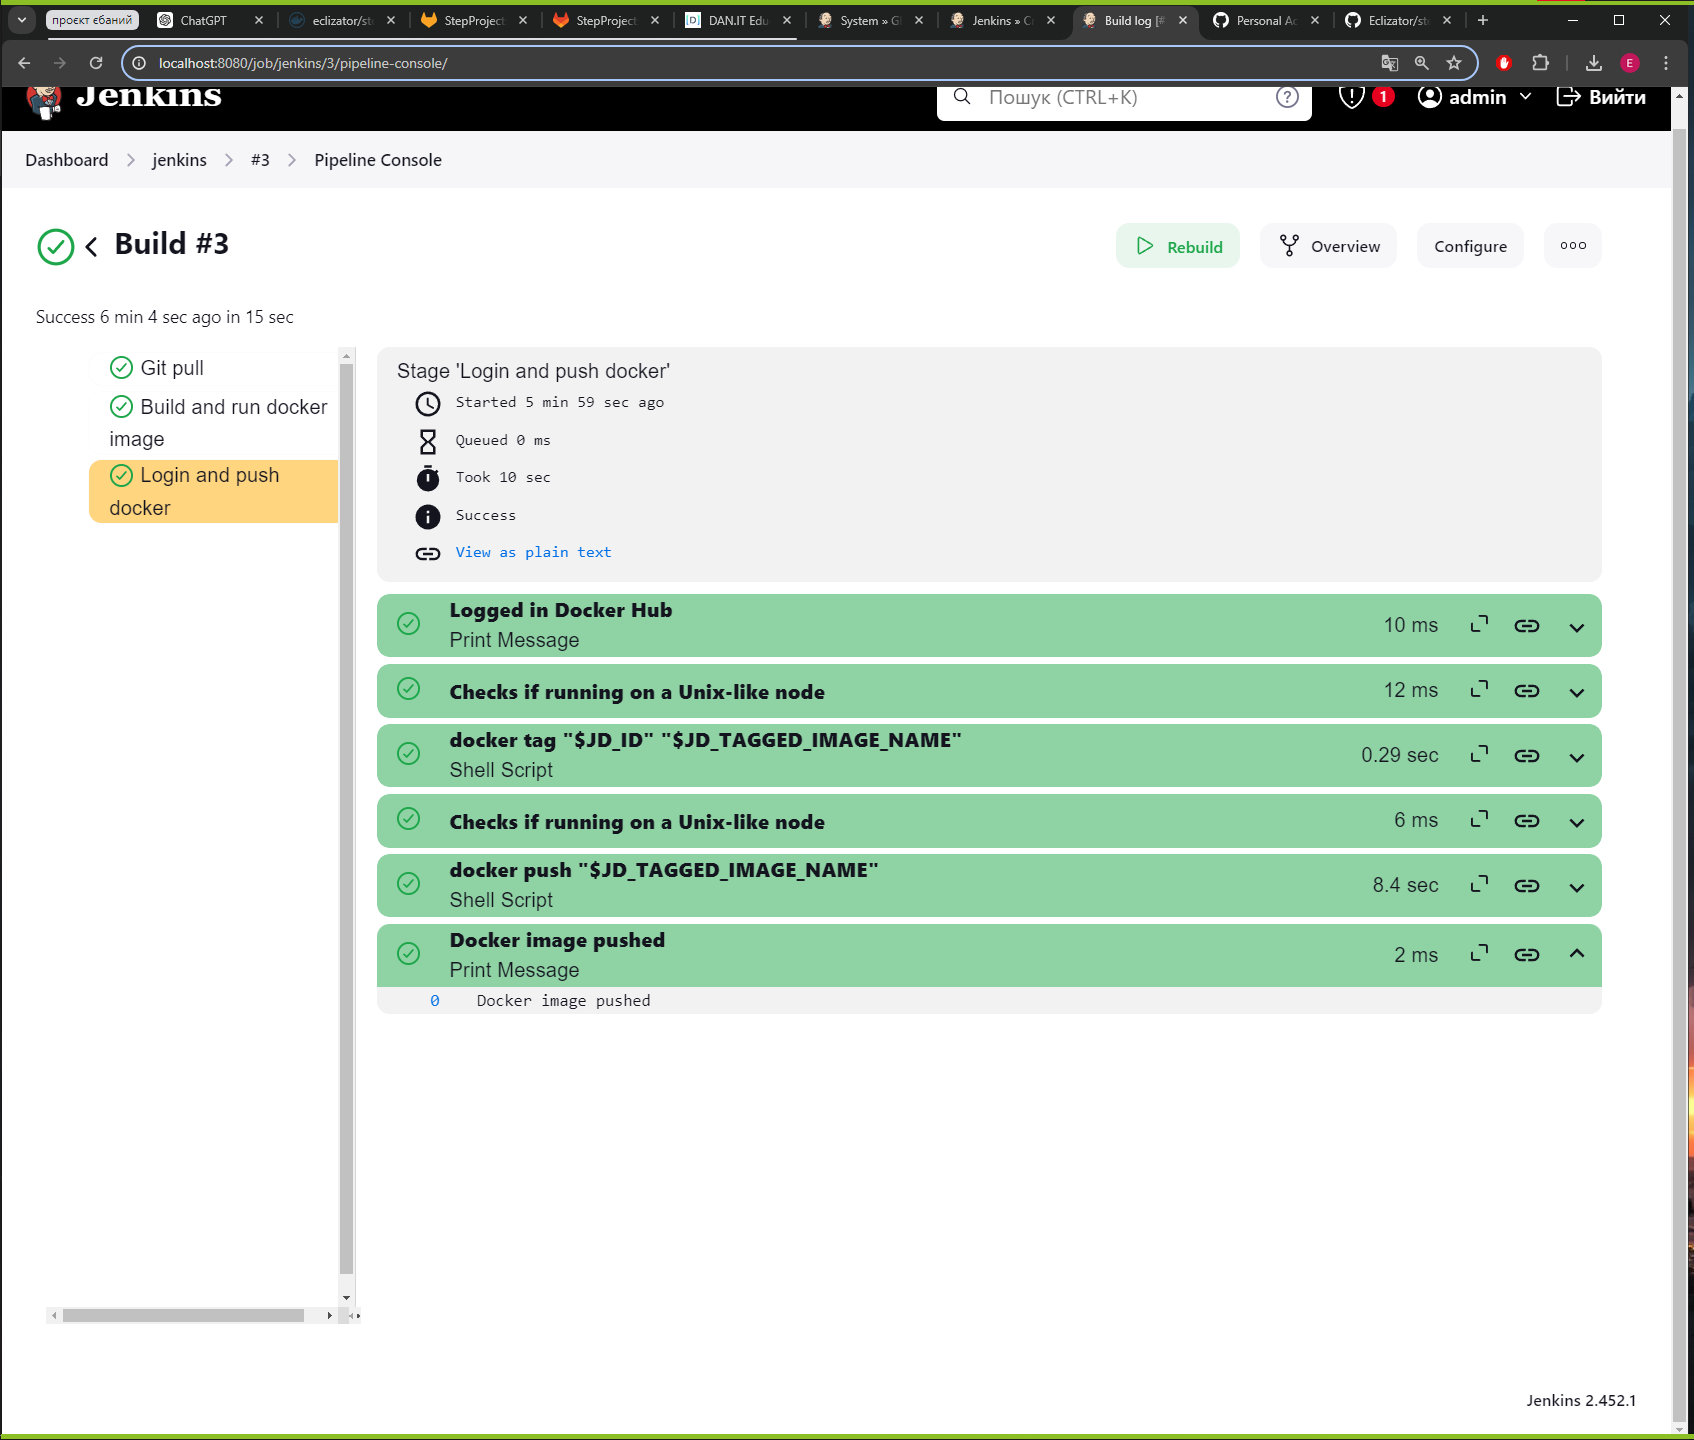 проєкт єбаний
ChatGPT
eclizator/ste
StepProject
StepProject
DAN.IT Edu
System » Gl
Jenkins » Cr
Build log [#
Personal Ac
Eclizator/ste
localhost:8080/job/jenkins/3/pipeline-console/
E
Jenkins
Пошук (CTRL+K)
1
admin
Вийти
Dashboard
jenkins
#3
Pipeline Console
Build #3
Rebuild
Overview
Configure
Success 6 min 4 sec ago in 15 sec
Git pull
Build and run docker
image
Login and push
docker
Stage 'Login and push docker'
Started 5 min 59 sec ago
Queued 0 ms
Took 10 sec
Success
View as plain text
Logged in Docker Hub
Print Message
10 ms
Checks if running on a Unix-like node
12 ms
docker tag "$JD_ID" "$JD_TAGGED_IMAGE_NAME"
Shell Script
0.29 sec
Checks if running on a Unix-like node
6 ms
docker push "$JD_TAGGED_IMAGE_NAME"
Shell Script
8.4 sec
Docker image pushed
Print Message
2 ms
0 Docker image pushed
Jenkins 2.452.1